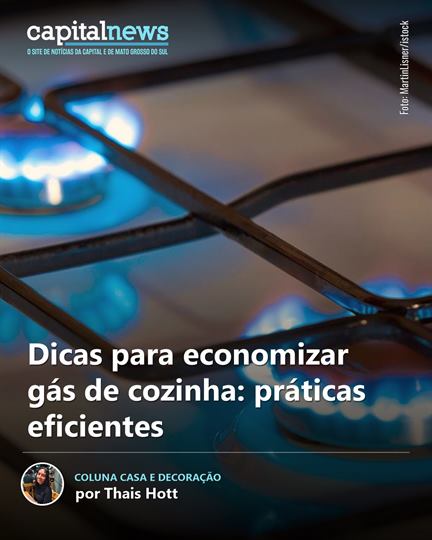 capitalnews
O SITE DE NOTÍCIAS DA CAPITAL E DE MATO GROSSO DO SUL
Foto: MartinLisner/istock
Dicas para economizar
gás de cozinha: práticas
eficientes
COLUNA CASA E DECORAÇÃO
por Thais Hott